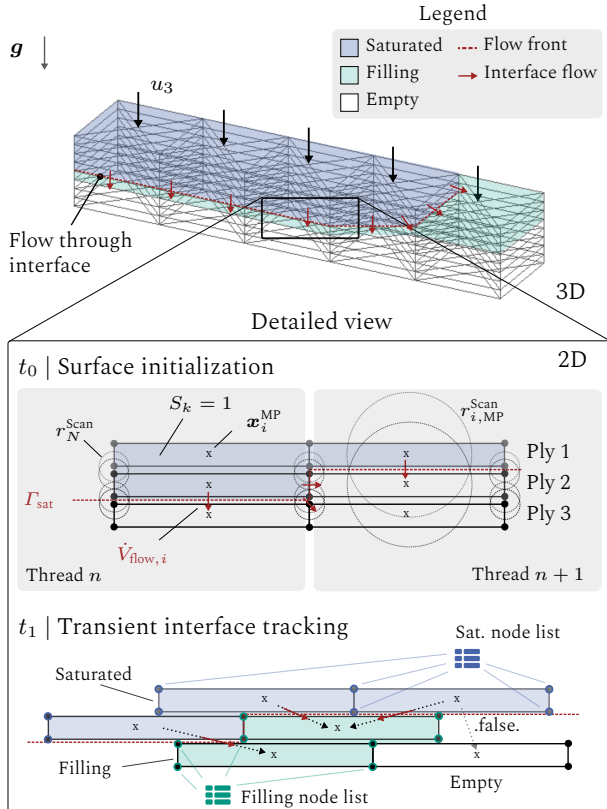 Legend
Saturated
Flow front
Filling
Interface flow
Empty
g
u₃
Flow through
interface
3D
Detailed view
t₀ | Surface initialization
2D
r_N^Scan
S_k = 1
x_i^MP
r_{i,MP}^Scan
x
Ply 1
x
Ply 2
Γ_sat
x
x
Ply 3
V̇_{flow, i}
Thread n
Thread n + 1
t₁ | Transient interface tracking
Sat. node list
Saturated
x
x
x
x
.false.
x
x
Filling
Empty
Filling node list